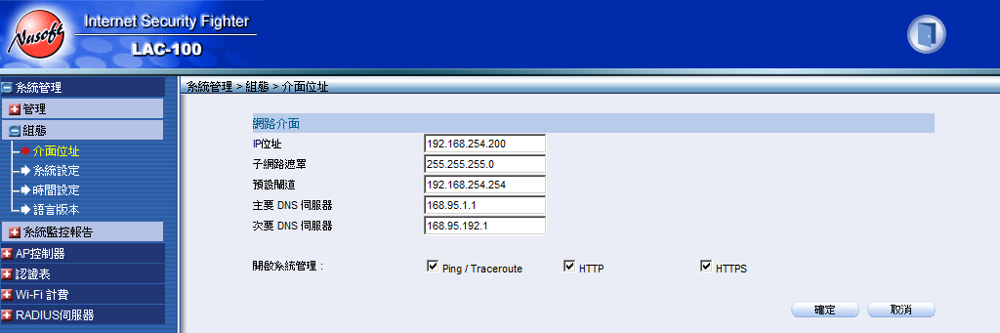 Nusoft
Internet Security Fighter
LAC-100
系統管理
管理
組態
介面位址
系統設定
時間設定
語言版本
系統監控報告
AP控制器
認證表
Wi-Fi 計費
RADIUS伺服器
系統管理 > 組態 > 介面位址
網路介面
IP位址 192.168.254.200
子網路遮罩 255.255.255.0
預設閘道 192.168.254.254
主要 DNS 伺服器 168.95.1.1
次要 DNS 伺服器 168.95.192.1
開啟系統管理 : Ping / Traceroute HTTP HTTPS
確定 取消